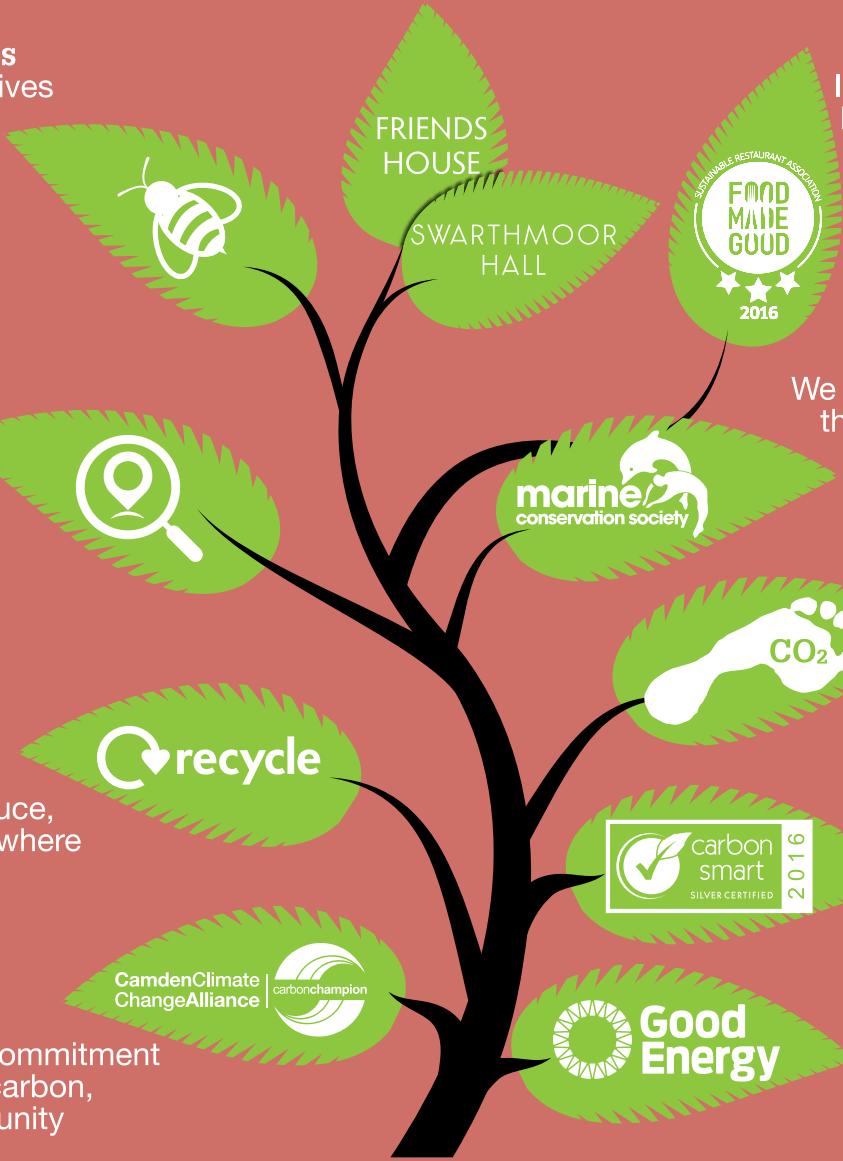 s
ives
FRIENDS
HOUSE
SWARTHMOOR
HALL
SUSTAINABLE RESTAURANT ASSOCIATION
FOOD
MADE
GOOD
2016
We
th
marine
conservation society
CO₂
recycle
uce,
where
carbon
smart
SILVER CERTIFIED
2016
CamdenClimate
ChangeAlliance
carbonchampion
Good
Energy
ommitment
carbon,
unity